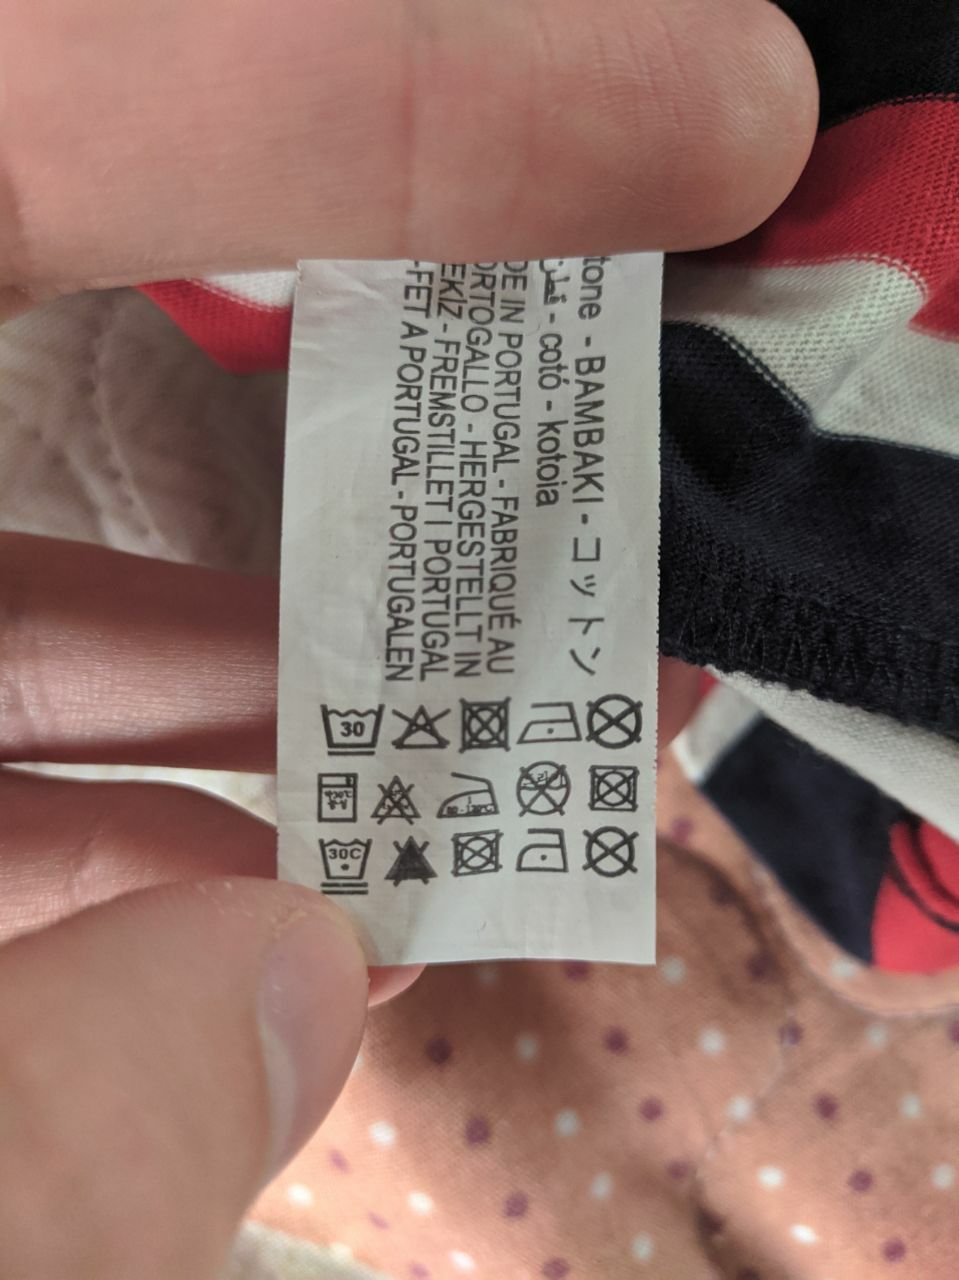 tone - BAMBAKI - コットン
قطن - cotó - kotoia
DE IN PORTUGAL - FABRIQUÉ AU
ORTOGALLO - HERGESTELLT IN
EKİZ - FREMSTILLET I PORTUGAL
-FET A PORTUGAL - PORTUGALEN
30
30C